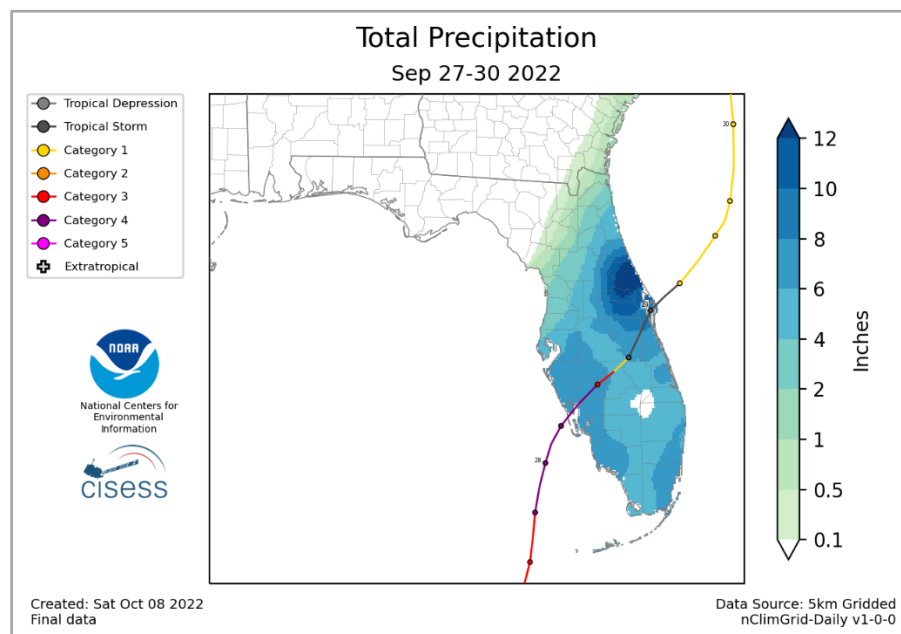 Total Precipitation
Sep 27-30 2022
Tropical Depression
Tropical Storm
Category 1
Category 2
Category 3
Category 4
Category 5
Extratropical
NOAA
National Centers for
Environmental
Information
CISESS
30
28
12
10
8
6
4
2
1
0.5
0.1
Inches
Created: Sat Oct 08 2022
Final data
Data Source: 5km Gridded
nClimGrid-Daily v1-0-0